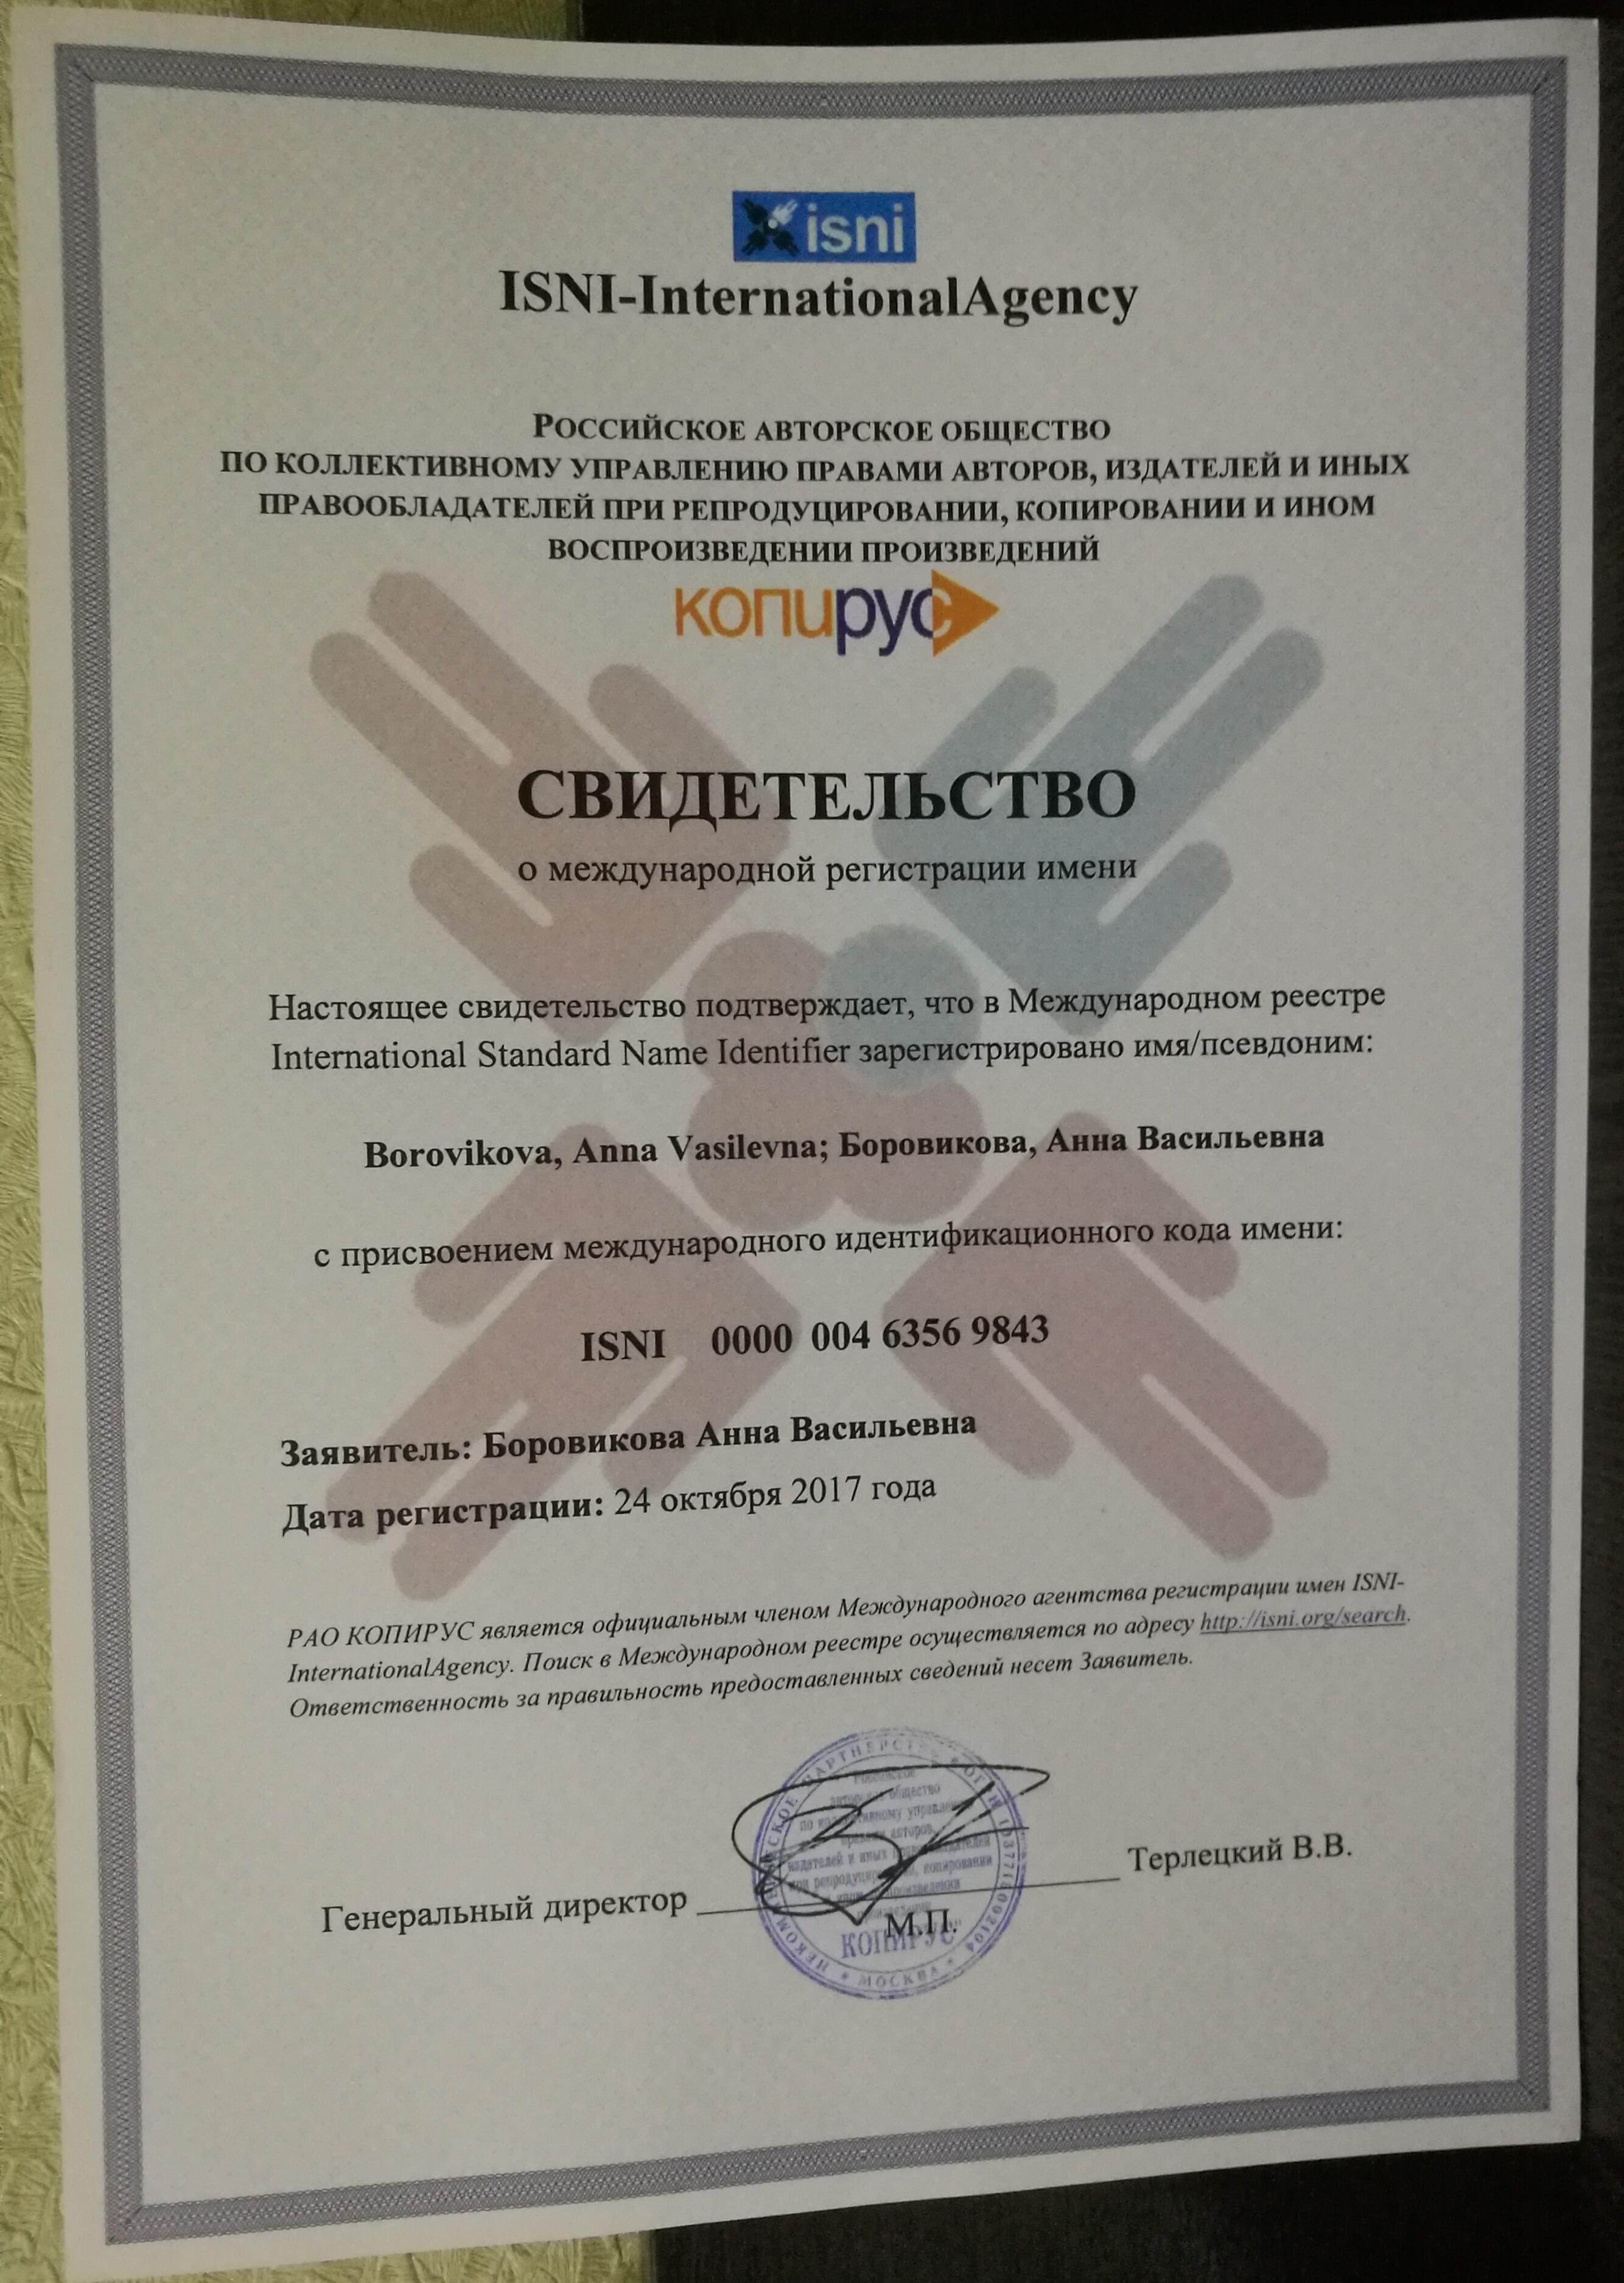 isni
ISNI-InternationalAgency
РОССИЙСКОЕ АВТОРСКОЕ ОБЩЕСТВО
ПО КОЛЛЕКТИВНОМУ УПРАВЛЕНИЮ ПРАВАМИ АВТОРОВ, ИЗДАТЕЛЕЙ И ИНЫХ
ПРАВООБЛАДАТЕЛЕЙ ПРИ РЕПРОДУЦИРОВАНИИ, КОПИРОВАНИИ И ИНОМ
ВОСПРОИЗВЕДЕНИИ ПРОИЗВЕДЕНИЙ
копирус
СВИДЕТЕЛЬСТВО
о международной регистрации имени
Настоящее свидетельство подтверждает, что в Международном реестре
International Standard Name Identifier зарегистрировано имя/псевдоним:
Borovikova, Anna Vasilevna; Боровикова, Анна Васильевна
с присвоением международного идентификационного кода имени:
ISNI 0000 004 6356 9843
Заявитель: Боровикова Анна Васильевна
Дата регистрации: 24 октября 2017 года
РАО КОПИРУС является официальным членом Международного агентства регистрации имен ISNI-
InternationalAgency. Поиск в Международном реестре осуществляется по адресу http://isni.org/search.
Ответственность за правильность предоставленных сведений несет Заявитель.
Генеральный директор
Терлецкий В.В.
М.П.
КОПИРУС
МОСКВА